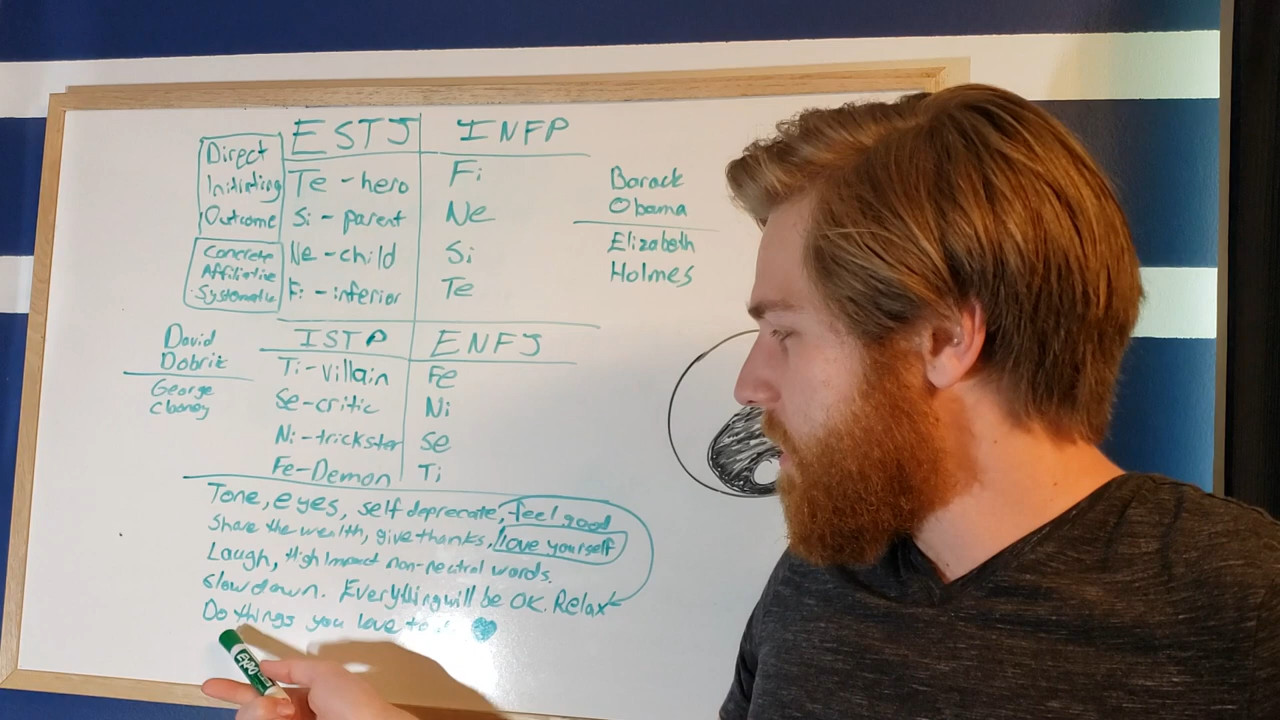 ESTJ INFP
Direct
Initiating
Outcome
Concrete
Affiliative
Systematic
Te - hero Fi
Si - parent Ne
Ne - child Si
Fi - inferior Te
Barack
Obama
Elizabeth
Holmes
David
Dobrik
George
Clooney
ISTP ENFJ
Ti - villain Fe
Se - critic Ni
Ni - trickster Se
Fe - Demon Ti
Tone, eyes, self deprecate, feel good
Share the wealth, give thanks, love yourself
Laugh, High Impact non-neutral words.
slow down. Everything will be OK. Relax
Do things you love to
EXPO